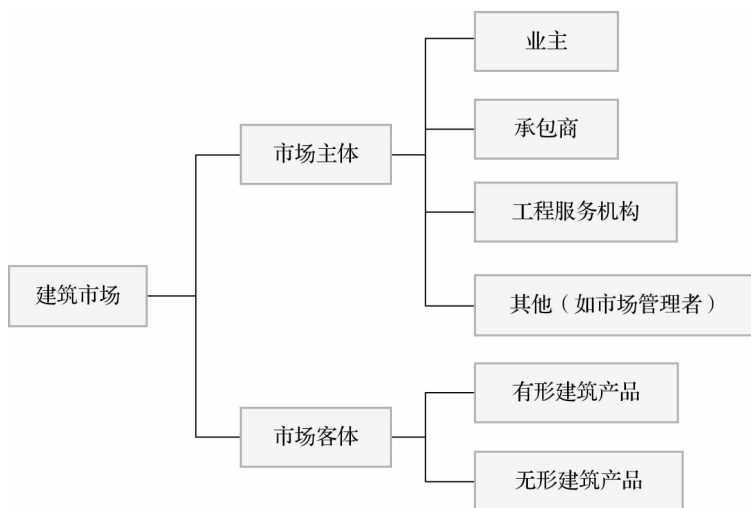 建筑市场
市场主体
业主
承包商
工程服务机构
其他（如市场管理者）
市场客体
有形建筑产品
无形建筑产品